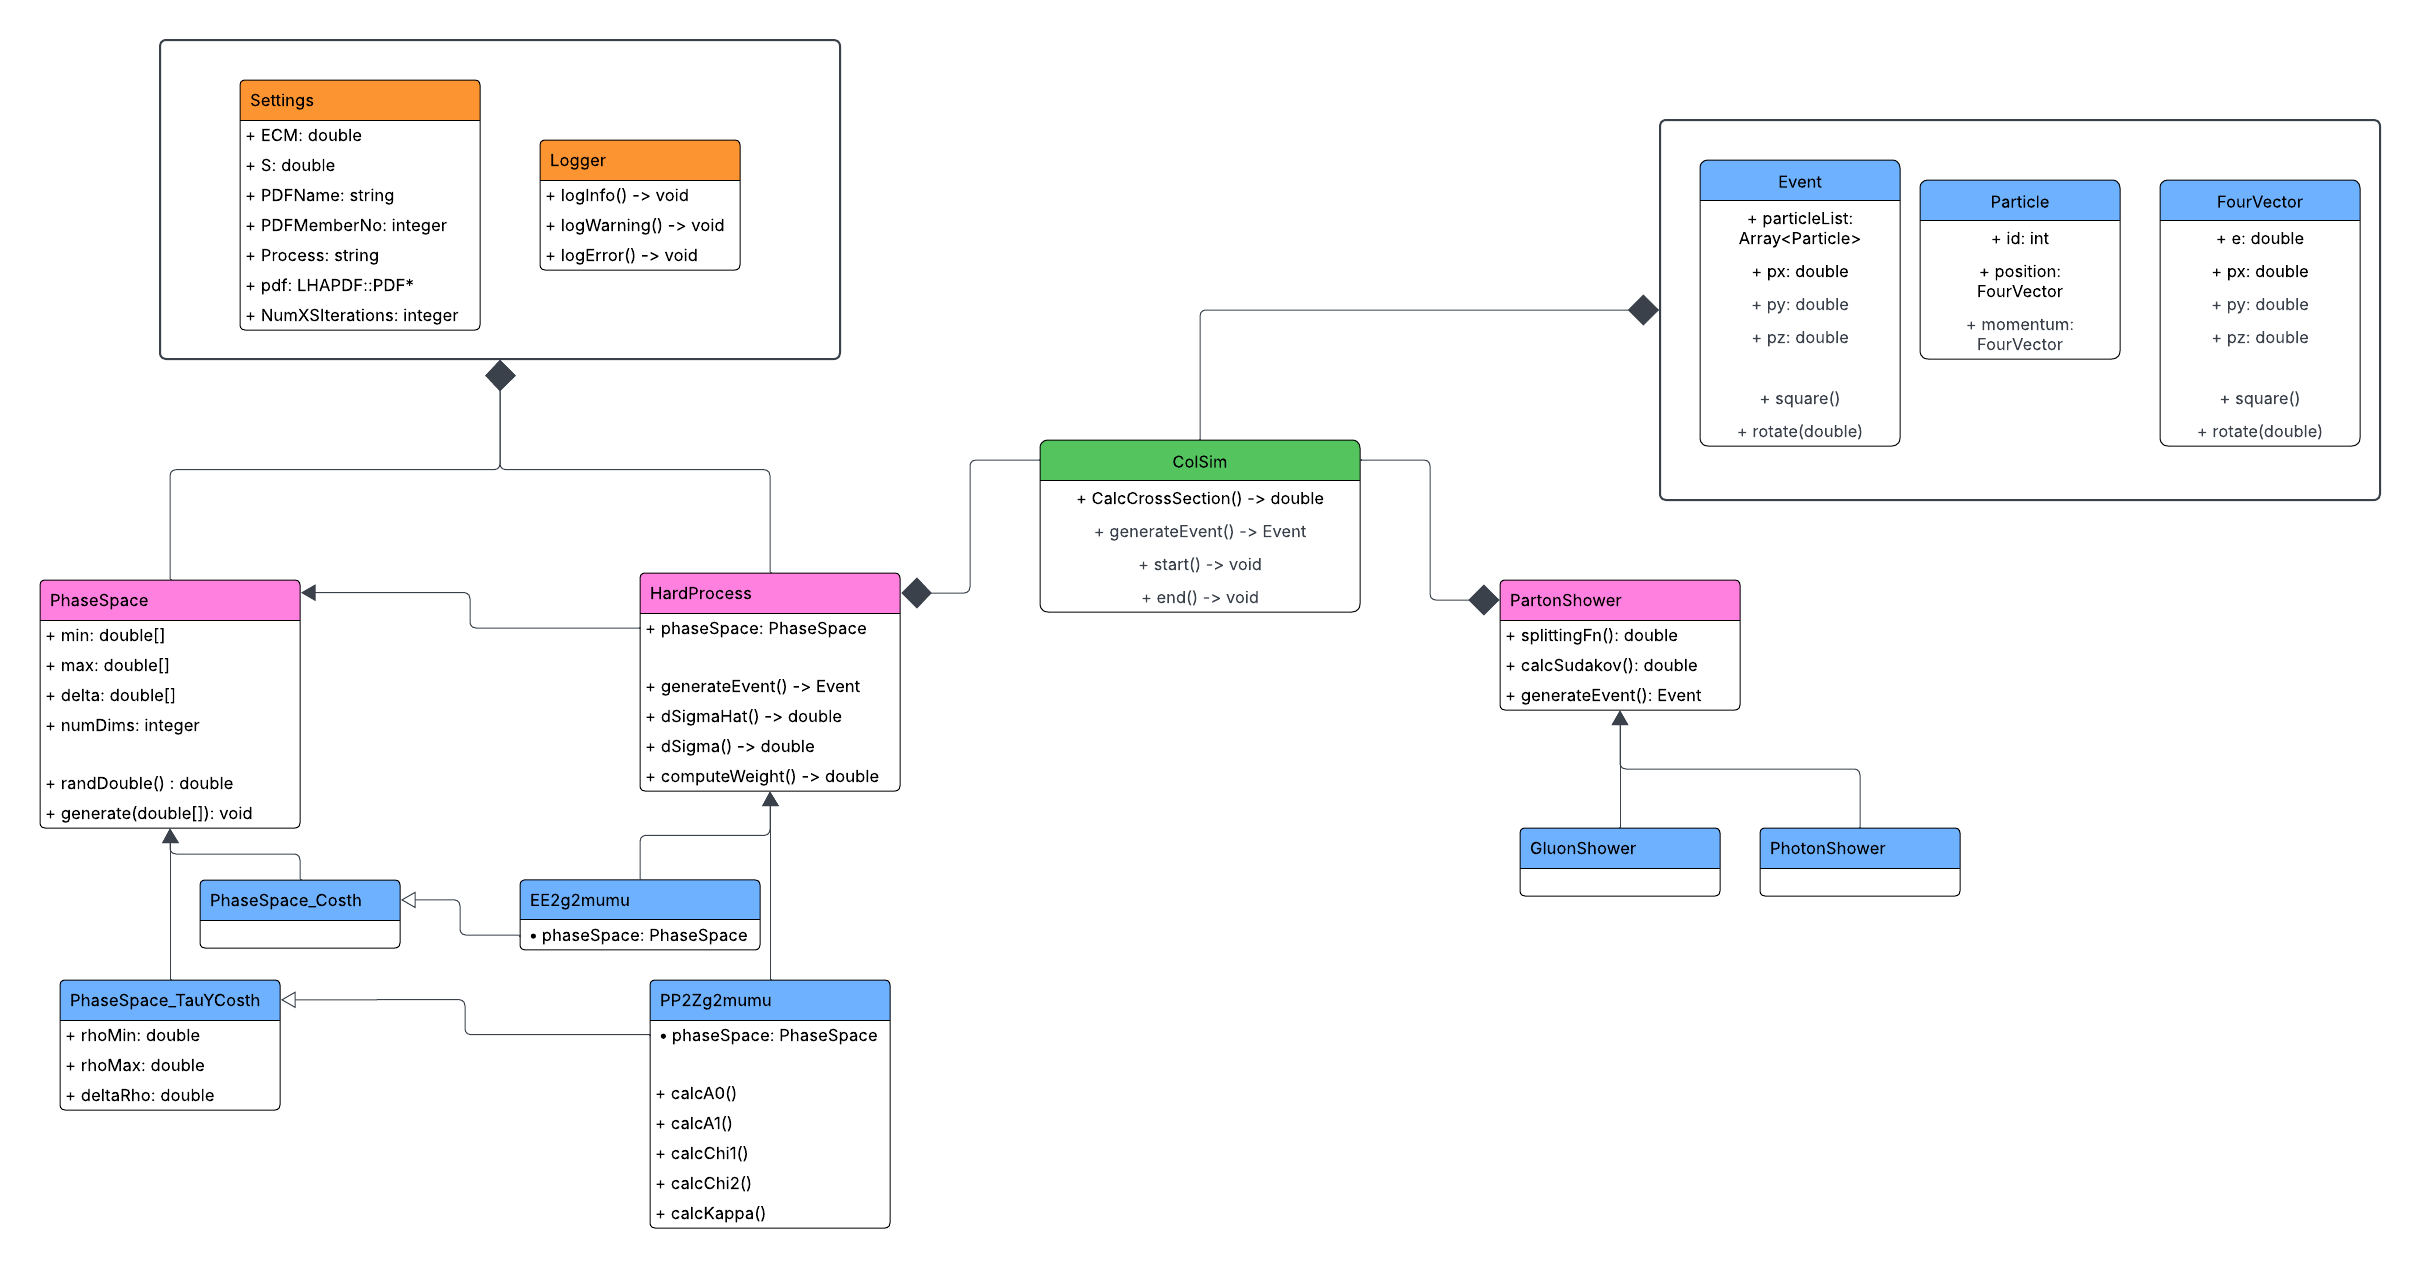 Settings
+ ECM: double
+ S: double
+ PDFName: string
+ PDFMemberNo: integer
+ Process: string
+ pdf: LHAPDF::PDF*
+ NumXSIterations: integer
Logger
+ logInfo() -> void
+ logWarning() -> void
+ logError() -> void
Event
+ particleList:
Array<Particle>
+ px: double
+ py: double
+ pz: double
+ square()
+ rotate(double)
Particle
+ id: int
+ position:
FourVector
+ momentum:
FourVector
FourVector
+ e: double
+ px: double
+ py: double
+ pz: double
+ square()
+ rotate(double)
ColSim
+ CalcCrossSection() -> double
+ generateEvent() -> Event
+ start() -> void
+ end() -> void
PhaseSpace
+ min: double[]
+ max: double[]
+ delta: double[]
+ numDims: integer
+ randDouble() : double
+ generate(double[]): void
HardProcess
+ phaseSpace: PhaseSpace
+ generateEvent() -> Event
+ dSigmaHat() -> double
+ dSigma() -> double
+ computeWeight() -> double
PartonShower
+ splittingFn(): double
+ calcSudakov(): double
+ generateEvent(): Event
GluonShower
PhotonShower
PhaseSpace_Costh
EE2g2mumu
• phaseSpace: PhaseSpace
PhaseSpace_TauYCosth
+ rhoMin: double
+ rhoMax: double
+ deltaRho: double
PP2Zg2mumu
• phaseSpace: PhaseSpace
+ calcA0()
+ calcA1()
+ calcChi1()
+ calcChi2()
+ calcKappa()